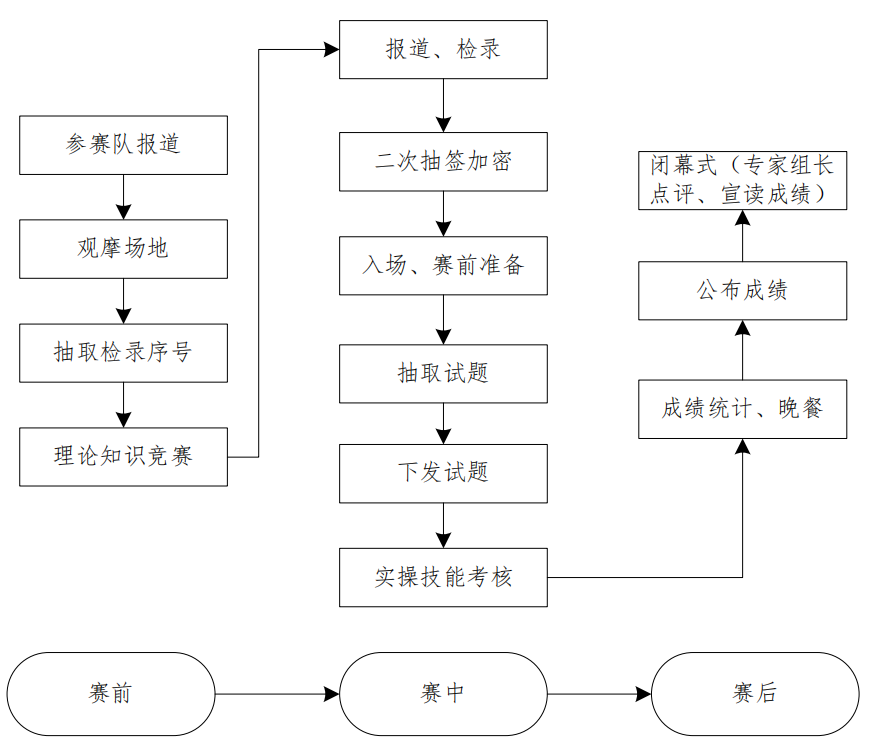 参赛队报道
观摩场地
抽取检录序号
理论知识竞赛
报道、检录
二次抽签加密
入场、赛前准备
抽取试题
下发试题
实操技能考核
闭幕式（专家组长
点评、宣读成绩）
公布成绩
成绩统计、晚餐
赛前
赛中
赛后